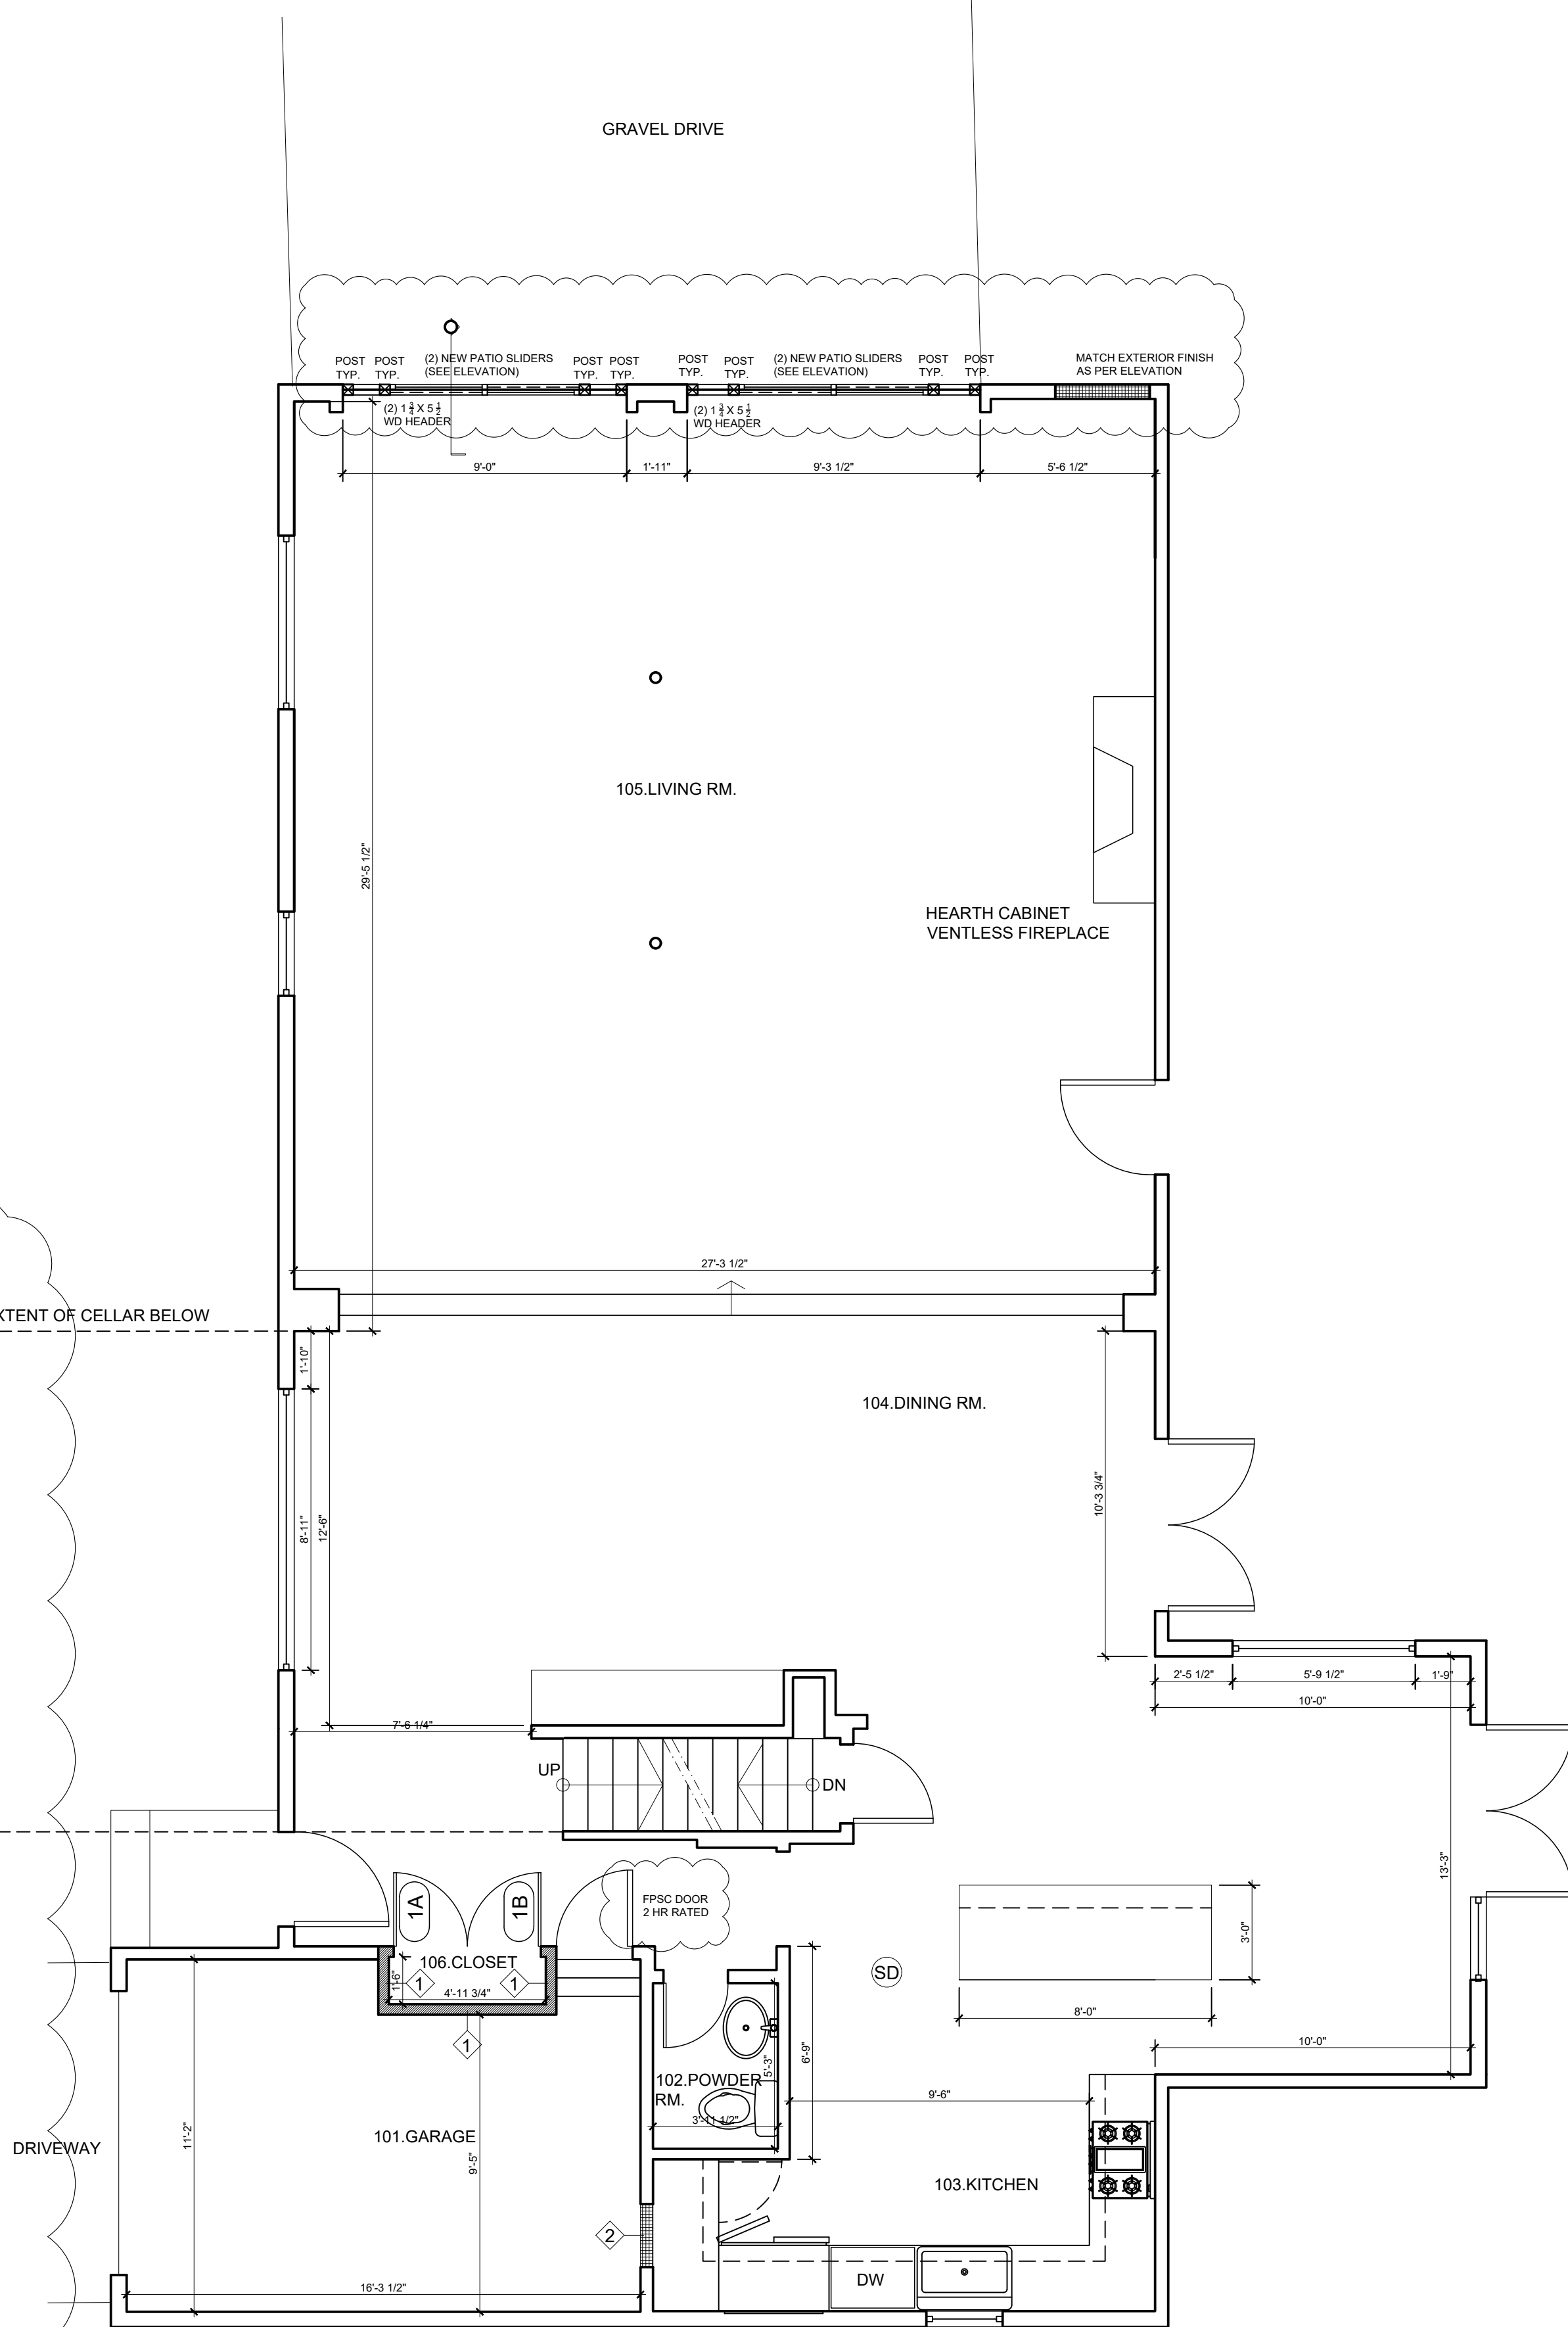 GRAVEL DRIVE
POST TYP.
POST TYP.
(2) NEW PATIO SLIDERS
(SEE ELEVATION)
POST TYP.
POST TYP.
POST TYP.
POST TYP.
(2) NEW PATIO SLIDERS
(SEE ELEVATION)
POST TYP.
POST TYP.
MATCH EXTERIOR FINISH
AS PER ELEVATION
(2) 1 3/4 X 5 1/2
WD HEADER
(2) 1 3/4 X 5 1/2
WD HEADER
9'-0"
1'-11"
9'-3 1/2"
5'-6 1/2"
105.LIVING RM.
29'-5 1/2"
HEARTH CABINET
VENTLESS FIREPLACE
27'-3 1/2"
XTENT OF CELLAR BELOW
1'-10"
104.DINING RM.
8'-11"
12'-6"
10'-3 3/4"
2'-5 1/2"
5'-9 1/2"
1'-9"
10'-0"
7'-6 1/4"
UP
DN
13'-3"
1A
1B
FPSC DOOR
2 HR RATED
3'-0"
106.CLOSET
1'-6"
1
1
4'-11 3/4"
SD
8'-0"
1
10'-0"
6'-9"
5'-3"
102.POWDER
RM.
9'-6"
3'-11 1/2"
11'-2"
101.GARAGE
9'-5"
DRIVEWAY
103.KITCHEN
2
DW
16'-3 1/2"